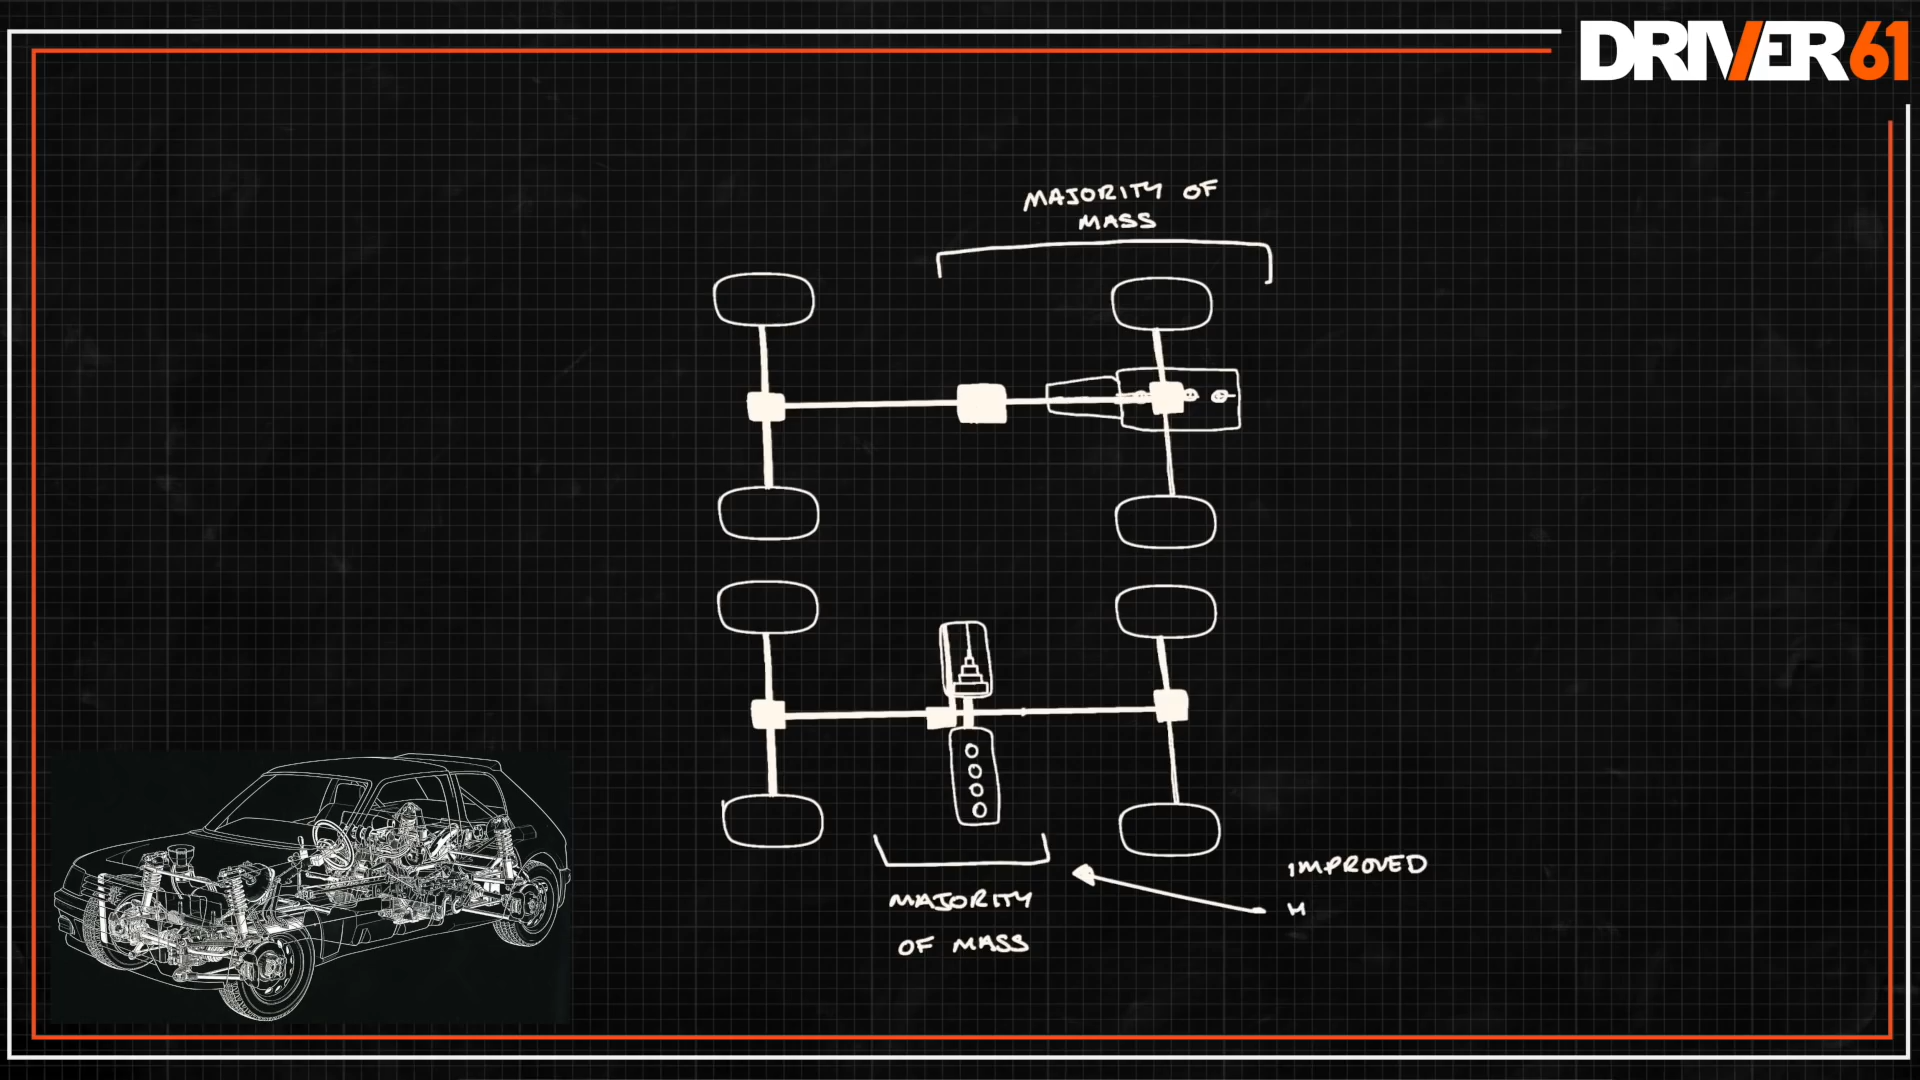 DRIVER61
MAJORITY OF
MASS
MAJORITY
OF MASS
IMPROVED
H